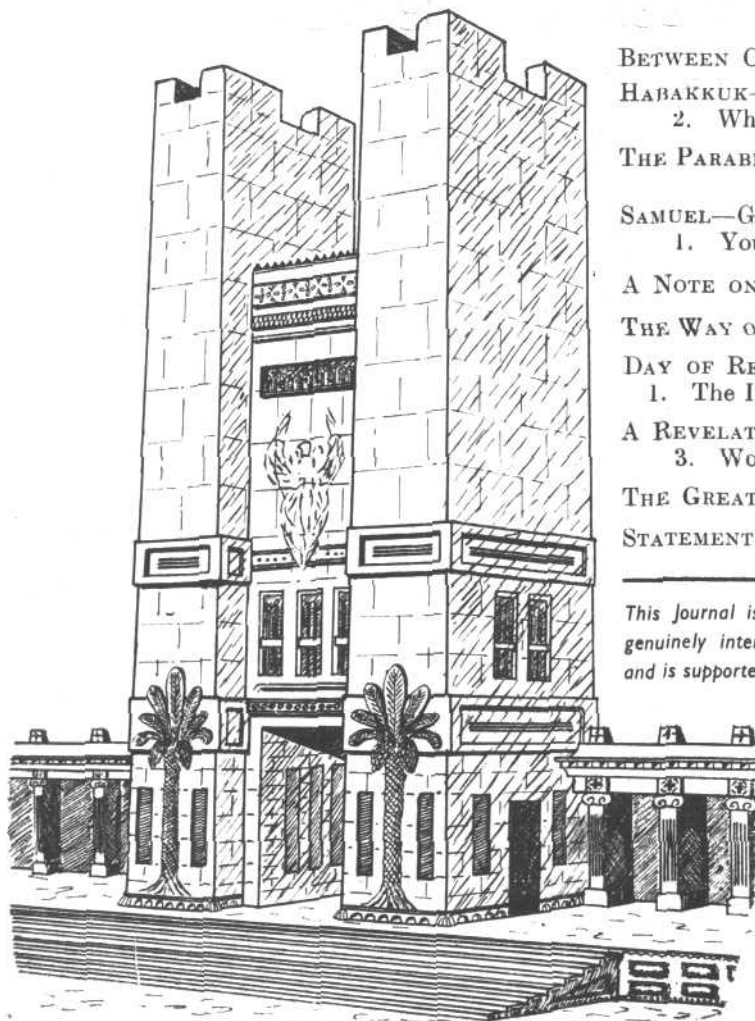 BETWEEN
HABAKKUK—
2. Wh
THE PARAB
SAMUEL—G
1. You
A NOTE ON
THE WAY O
DAY OF RE
1. The I
A REVELAT
3. Wo
THE GREAT
STATEMENT
This Journal is
genuinely inter
and is supporte